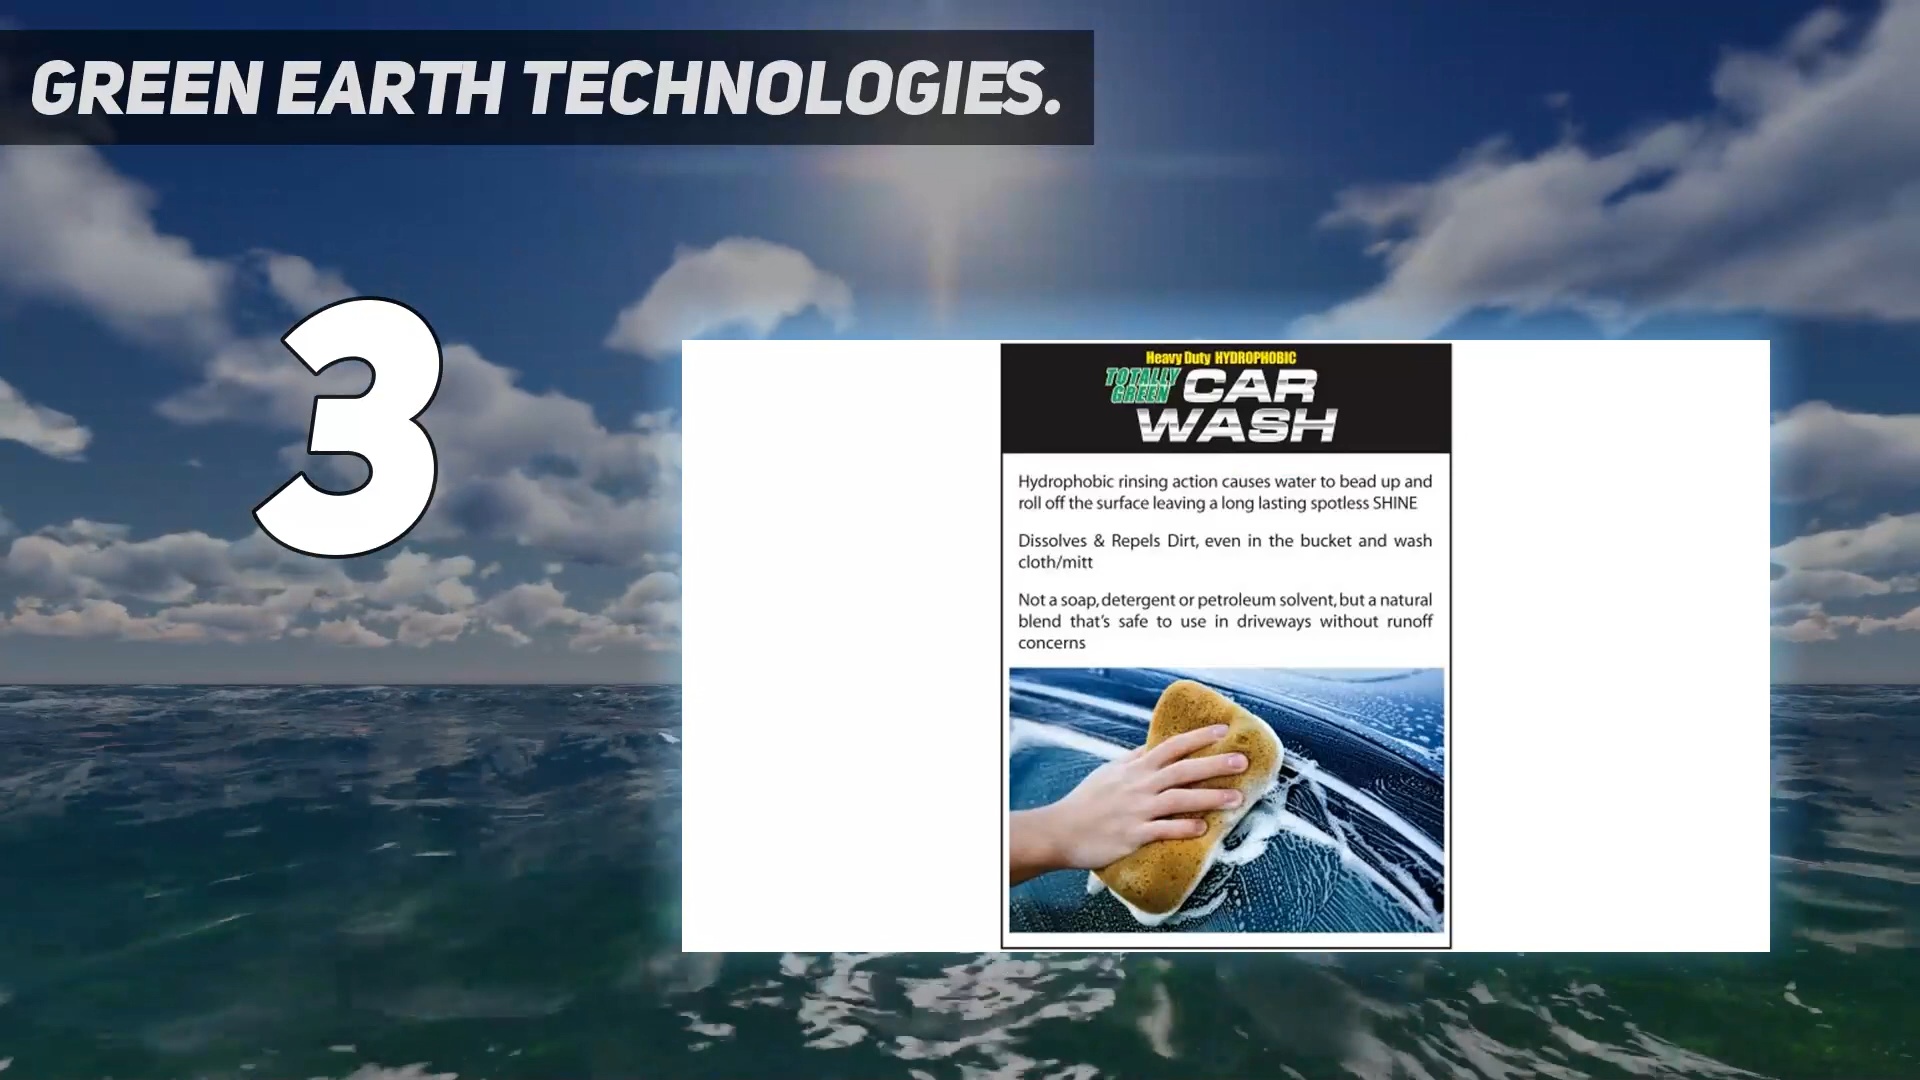 GREEN EARTH TECHNOLOGIES.
3
Heavy Duty HYDROPHOBIC
TOTALLY
GREEN
CAR
WASH
Hydrophobic rinsing action causes water to bead up and
roll off the surface leaving a long lasting spotless SHINE
Dissolves & Repels Dirt, even in the bucket and wash
cloth/mitt
Not a soap, detergent or petroleum solvent, but a natural
blend that's safe to use in driveways without runoff
concerns